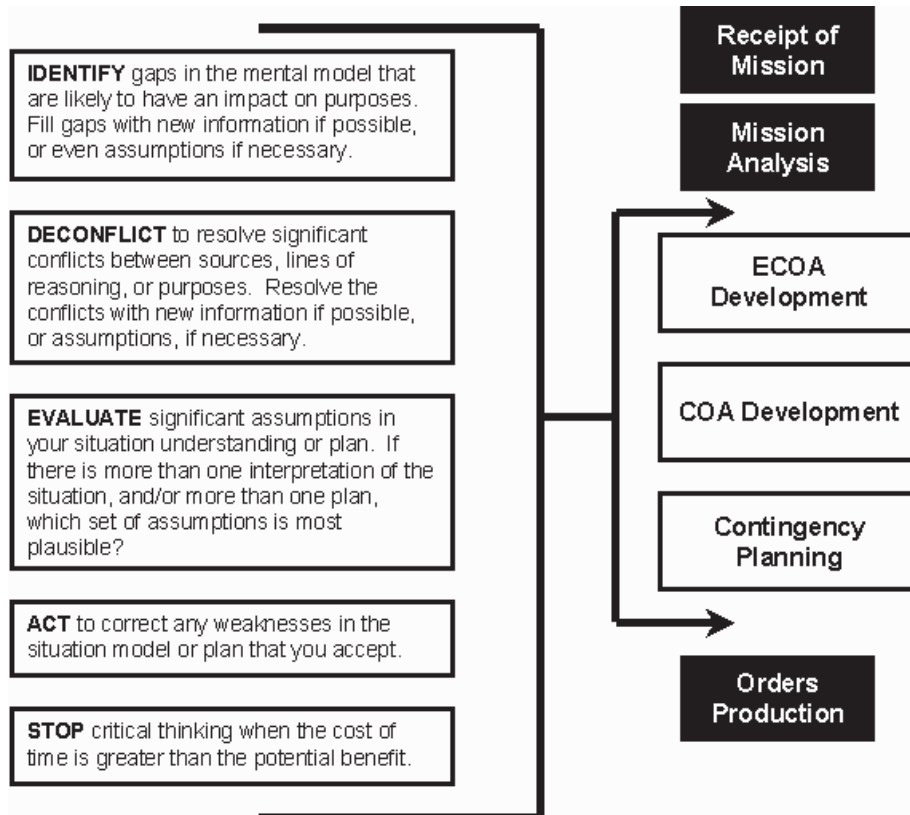 IDENTIFY gaps in the mental model that
are likely to have an impact on purposes.
Fill gaps with new information if possible,
or even assumptions if necessary.
DECONFLICT to resolve significant
conflicts between sources, lines of
reasoning, or purposes. Resolve the
conflicts with new information if possible,
or assumptions, if necessary.
EVALUATE significant assumptions in
your situation understanding or plan. If
there is more than one interpretation of the
situation, and/or more than one plan,
which set of assumptions is most
plausible?
ACT to correct any weaknesses in the
situation model or plan that you accept.
STOP critical thinking when the cost of
time is greater than the potential benefit.
Receipt of
Mission
Mission
Analysis
ECOA
Development
COA Development
Contingency
Planning
Orders
Production